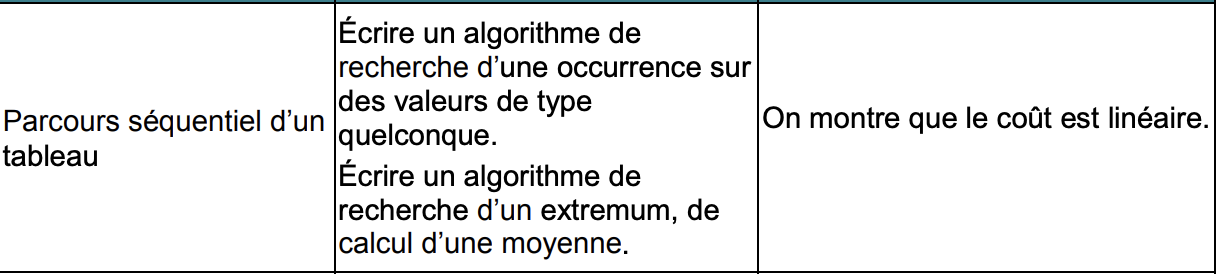 Parcours séquentiel d’un
tableau
Écrire un algorithme de
recherche d’une occurrence sur
des valeurs de type
quelconque.
Écrire un algorithme de
recherche d’un extremum, de
calcul d’une moyenne.
On montre que le coût est linéaire.